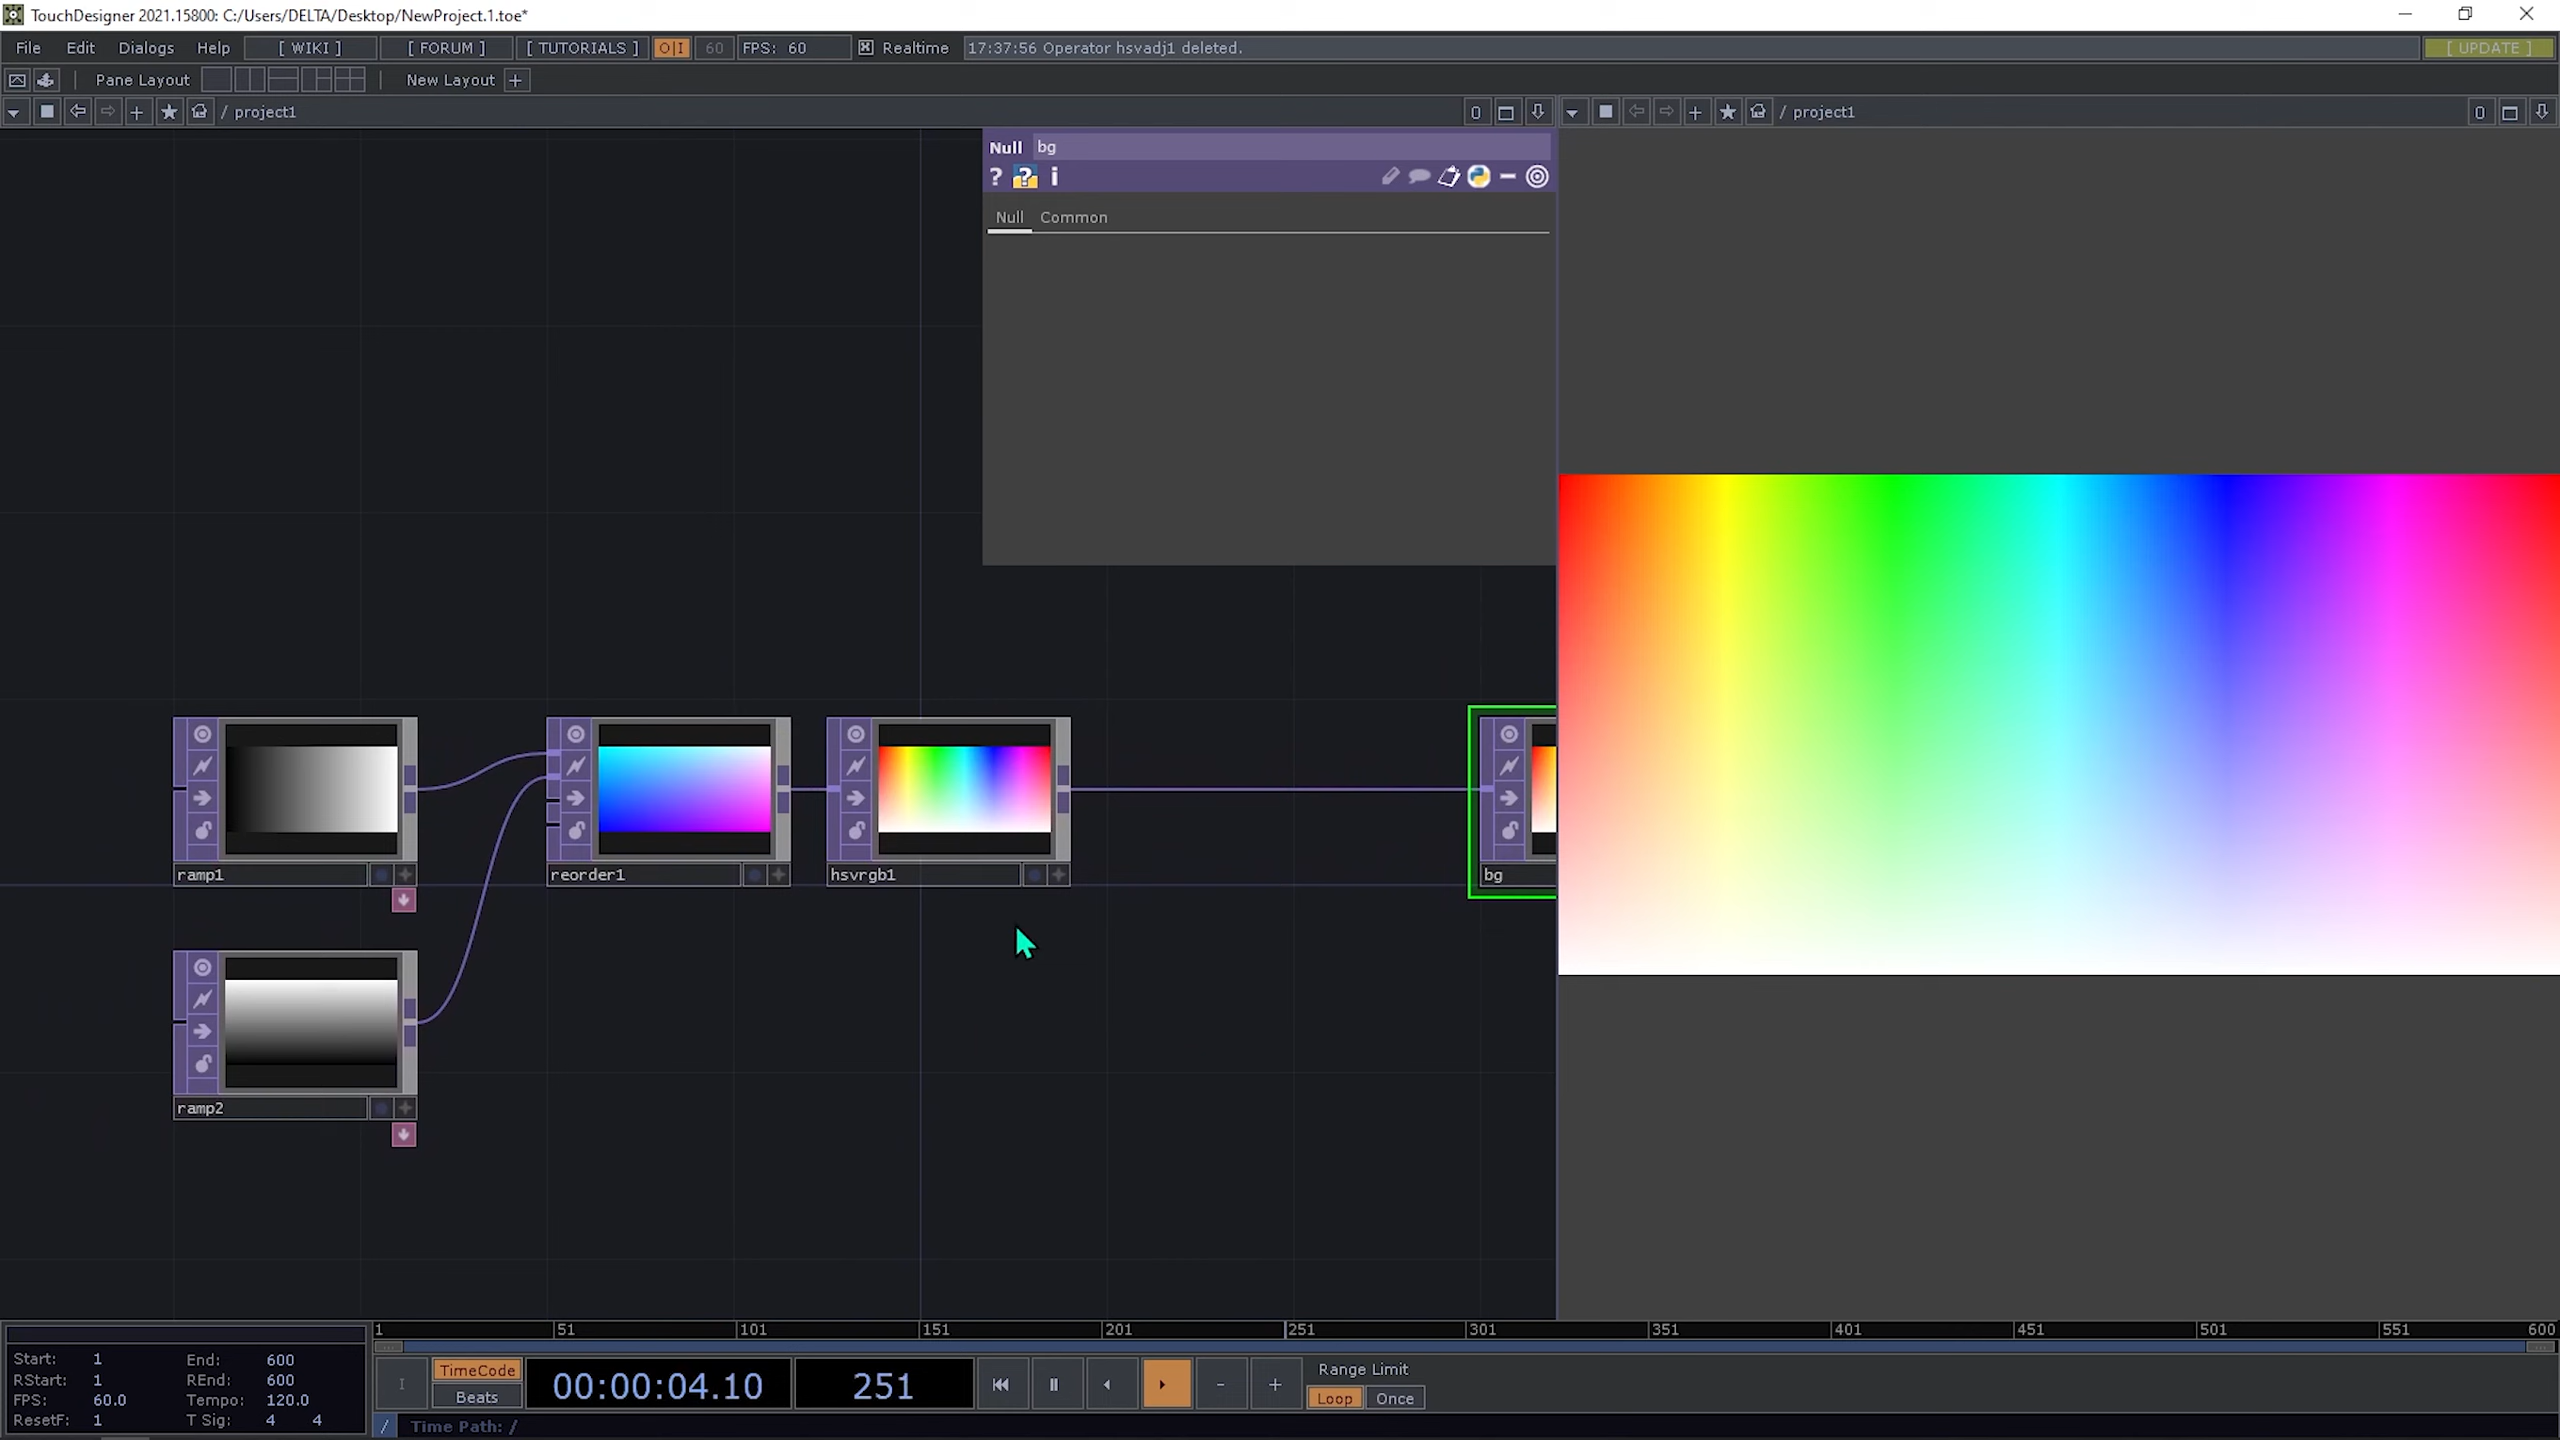 TouchDesigner 2021.15800: C:/Users/DELTA/Desktop/NewProject.1.toe*
File Edit Dialogs Help [ WIKI ] [ FORUM ] [ TUTORIALS ] O|I 60 FPS: 60 Realtime 17:37:56 Operator hsvadj1 deleted. [ UPDATE ]
Pane Layout | New Layout +
/ project1 0
/ project1 0
Null bg
? ? i
Null Common
ramp1
reorder1
hsvrgb1
bg
ramp2
1 51 101 151 201 251 301 351 401 451 501 551 600
Start: 1 End: 600
RStart: 1 REnd: 600
FPS: 60.0 Tempo: 120.0
ResetF: 1 T Sig: 4 4
I
TimeCode
Beats
00:00:04.10
251
- +
Range Limit
Loop Once
/ Time Path: /